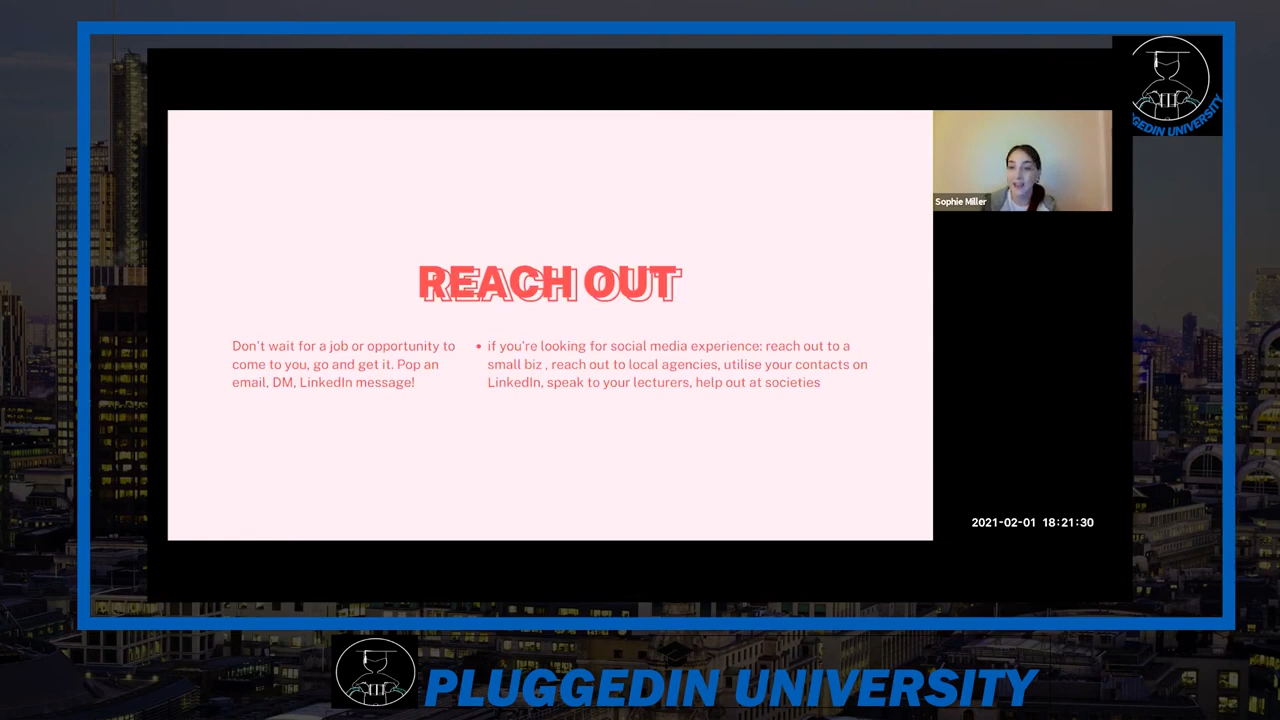 PLUGGEDIN UNIVERSITY
Sophie Miller
REACH OUT
Don't wait for a job or opportunity to
come to you, go and get it. Pop an
email, DM, LinkedIn message!
• if you're looking for social media experience: reach out to a
small biz , reach out to local agencies, utilise your contacts on
LinkedIn, speak to your lecturers, help out at societies
2021-02-01 18:21:30
PLUGGEDIN UNIVERSITY